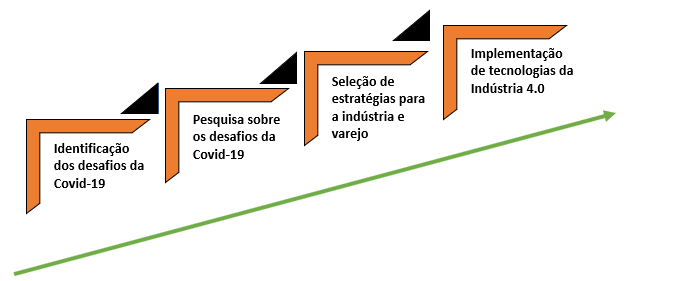 Identificação
dos desafios da
Covid-19
Pesquisa sobre
os desafios da
Covid-19
Seleção de
estratégias para
a indústria e
varejo
Implementação
de tecnologias da
Indústria 4.0